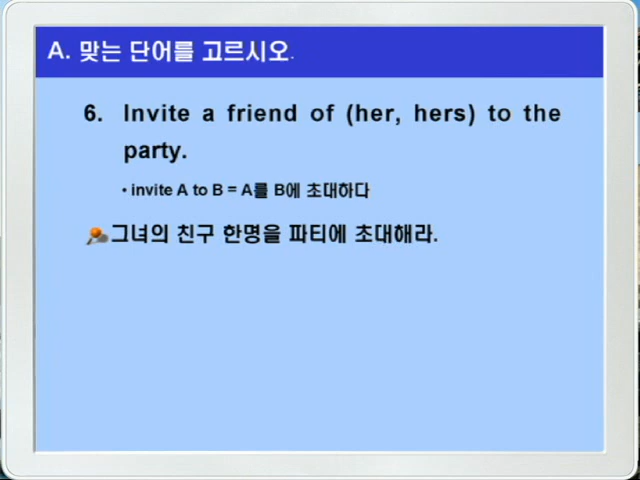 A. 맞는 단어를 고르시오.
6. Invite a friend of (her, hers) to the
party.
• invite A to B = A를 B에 초대하다
그녀의 친구 한명을 파티에 초대해라.